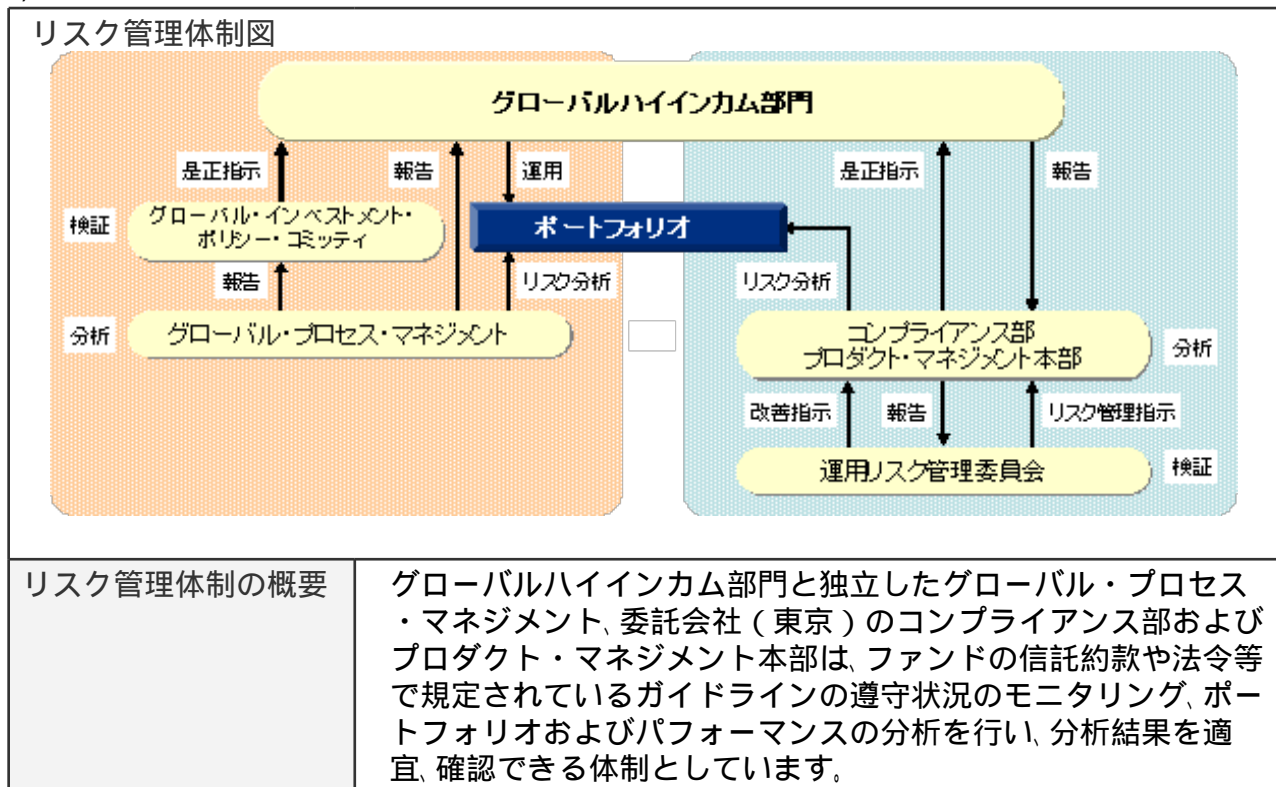 リスク管理体制図
グローバルハイインカム部門
是正指示
報告
運用
是正指示
報告
検証
グローバル・インベストメント・
ポリシー・コミッティ
ポートフォリオ
報告
リスク分析
リスク分析
分析
グローバル・プロセス・マネジメント
コンプライアンス部
プロダクト・マネジメント本部
分析
改善指示
報告
リスク管理指示
運用リスク管理委員会
検証
リスク管理体制の概要
グローバルハイインカム部門と独立したグローバル・プロセス
・マネジメント、委託会社（東京）のコンプライアンス部および
プロダクト・マネジメント本部は、ファンドの信託約款や法令等
で規定されているガイドラインの遵守状況のモニタリング、ポー
トフォリオおよびパフォーマンスの分析を行い、分析結果を適
宜、確認できる体制としています。